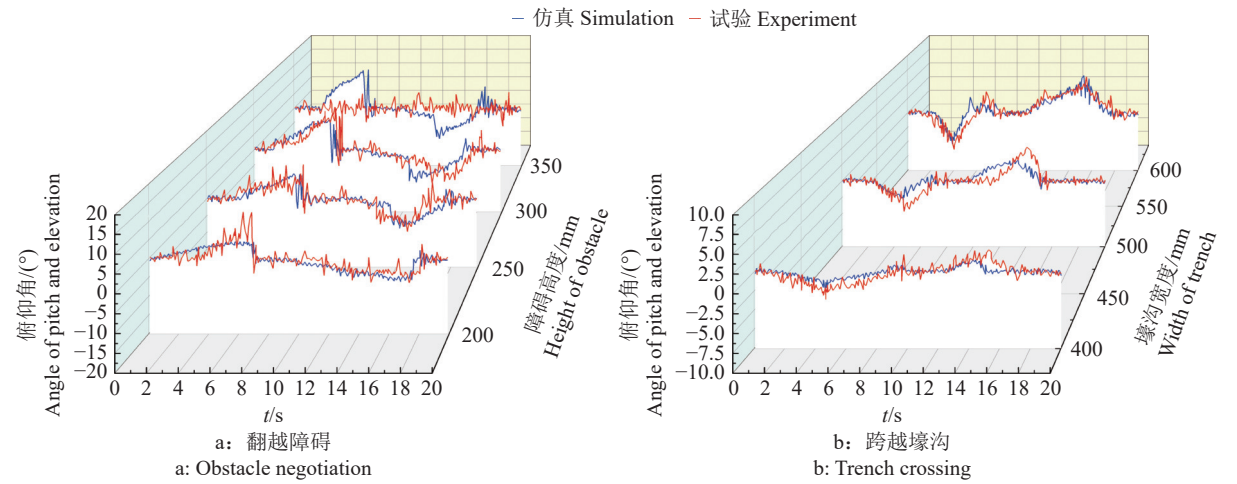 仿真 Simulation 试验 Experiment
俯仰角/(°)
Angle of pitch and elevation
20
15
10
5
0
−5
−10
−15
−20
0 2 4 6 8 10 12 14 16 18 20
t/s
200
250
300
350
障碍高度/mm
Height of obstacle
a：翻越障碍
a: Obstacle negotiation
俯仰角/(°)
Angle of pitch and elevation
10.0
7.5
5.0
2.5
0
−2.5
−5.0
−7.5
−10.0
0 2 4 6 8 10 12 14 16 18 20
t/s
400
450
500
550
600
壕沟宽度/mm
Width of trench
b：跨越壕沟
b: Trench crossing